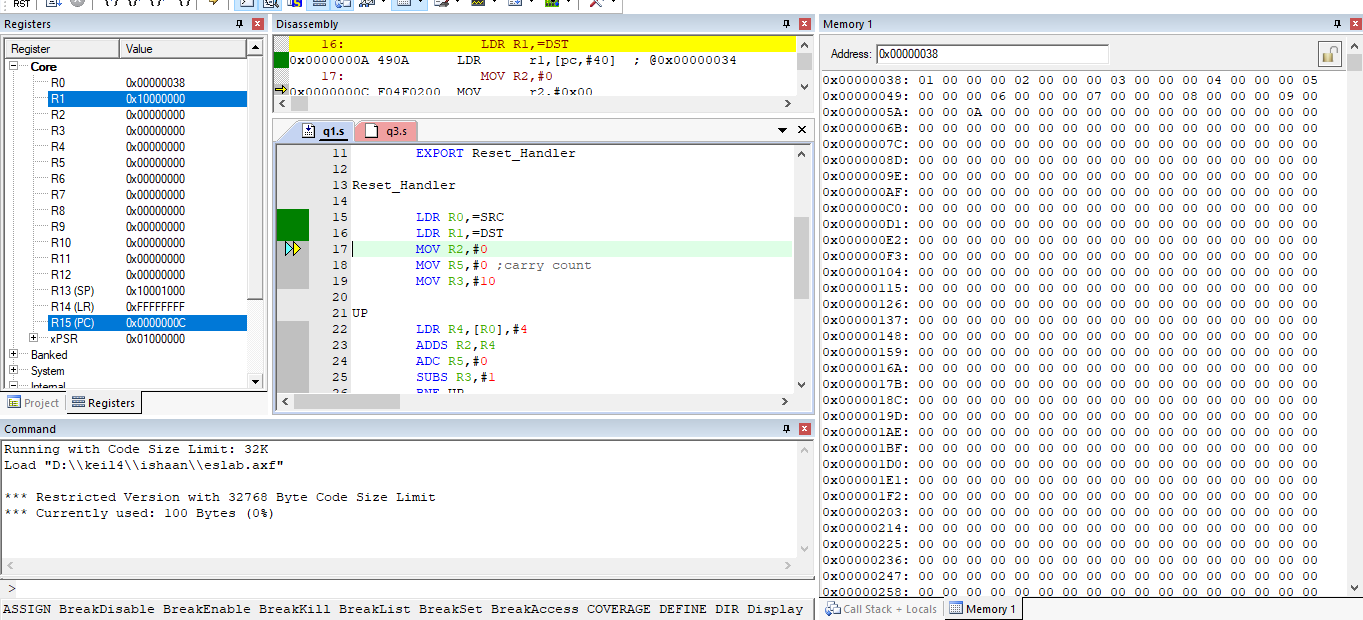 RST
Registers
Register Value
Core
R0 0x00000038
R1 0x10000000
R2 0x00000000
R3 0x00000000
R4 0x00000000
R5 0x00000000
R6 0x00000000
R7 0x00000000
R8 0x00000000
R9 0x00000000
R10 0x00000000
R11 0x00000000
R12 0x00000000
R13 (SP) 0x10001000
R14 (LR) 0xFFFFFFFF
R15 (PC) 0x0000000C
xPSR 0x01000000
Banked
System
Internal
Project Registers
Disassembly
16: LDR R1,=DST
0x0000000A 490A LDR r1,[pc,#40] ; @0x00000034
17: MOV R2,#0
0x0000000C F04F0200 MOV r2,#0x00
q1.s q3.s
11 EXPORT Reset_Handler
12
13 Reset_Handler
14
15 LDR R0,=SRC
16 LDR R1,=DST
17 MOV R2,#0
18 MOV R5,#0 ;carry count
19 MOV R3,#10
20
21 UP
22 LDR R4,[R0],#4
23 ADDS R2,R4
24 ADC R5,#0
25 SUBS R3,#1
26 BNE UP
Command
Running with Code Size Limit: 32K
Load "D:\\keil4\\ishaan\\eslab.axf"
*** Restricted Version with 32768 Byte Code Size Limit
*** Currently used: 100 Bytes (0%)
>
ASSIGN BreakDisable BreakEnable BreakKill BreakList BreakSet BreakAccess COVERAGE DEFINE DIR Display
Memory 1
Address: 0x00000038
0x00000038: 01 00 00 00 02 00 00 00 03 00 00 00 04 00 00 00 05
0x00000049: 00 00 00 06 00 00 00 07 00 00 00 08 00 00 00 09 00
0x0000005A: 00 00 0A 00 00 00 00 00 00 00 00 00 00 00 00 00 00
0x0000006B: 00 00 00 00 00 00 00 00 00 00 00 00 00 00 00 00 00
0x0000007C: 00 00 00 00 00 00 00 00 00 00 00 00 00 00 00 00 00
0x0000008D: 00 00 00 00 00 00 00 00 00 00 00 00 00 00 00 00 00
0x0000009E: 00 00 00 00 00 00 00 00 00 00 00 00 00 00 00 00 00
0x000000AF: 00 00 00 00 00 00 00 00 00 00 00 00 00 00 00 00 00
0x000000C0: 00 00 00 00 00 00 00 00 00 00 00 00 00 00 00 00 00
0x000000D1: 00 00 00 00 00 00 00 00 00 00 00 00 00 00 00 00 00
0x000000E2: 00 00 00 00 00 00 00 00 00 00 00 00 00 00 00 00 00
0x000000F3: 00 00 00 00 00 00 00 00 00 00 00 00 00 00 00 00 00
0x00000104: 00 00 00 00 00 00 00 00 00 00 00 00 00 00 00 00 00
0x00000115: 00 00 00 00 00 00 00 00 00 00 00 00 00 00 00 00 00
0x00000126: 00 00 00 00 00 00 00 00 00 00 00 00 00 00 00 00 00
0x00000137: 00 00 00 00 00 00 00 00 00 00 00 00 00 00 00 00 00
0x00000148: 00 00 00 00 00 00 00 00 00 00 00 00 00 00 00 00 00
0x00000159: 00 00 00 00 00 00 00 00 00 00 00 00 00 00 00 00 00
0x0000016A: 00 00 00 00 00 00 00 00 00 00 00 00 00 00 00 00 00
0x0000017B: 00 00 00 00 00 00 00 00 00 00 00 00 00 00 00 00 00
0x0000018C: 00 00 00 00 00 00 00 00 00 00 00 00 00 00 00 00 00
0x0000019D: 00 00 00 00 00 00 00 00 00 00 00 00 00 00 00 00 00
0x000001AE: 00 00 00 00 00 00 00 00 00 00 00 00 00 00 00 00 00
0x000001BF: 00 00 00 00 00 00 00 00 00 00 00 00 00 00 00 00 00
0x000001D0: 00 00 00 00 00 00 00 00 00 00 00 00 00 00 00 00 00
0x000001E1: 00 00 00 00 00 00 00 00 00 00 00 00 00 00 00 00 00
0x000001F2: 00 00 00 00 00 00 00 00 00 00 00 00 00 00 00 00 00
0x00000203: 00 00 00 00 00 00 00 00 00 00 00 00 00 00 00 00 00
0x00000214: 00 00 00 00 00 00 00 00 00 00 00 00 00 00 00 00 00
0x00000225: 00 00 00 00 00 00 00 00 00 00 00 00 00 00 00 00 00
0x00000236: 00 00 00 00 00 00 00 00 00 00 00 00 00 00 00 00 00
0x00000247: 00 00 00 00 00 00 00 00 00 00 00 00 00 00 00 00 00
0x00000258: 00 00 00 00 00 00 00 00 00 00 00 00 00 00 00 00 00
Call Stack + Locals Memory 1